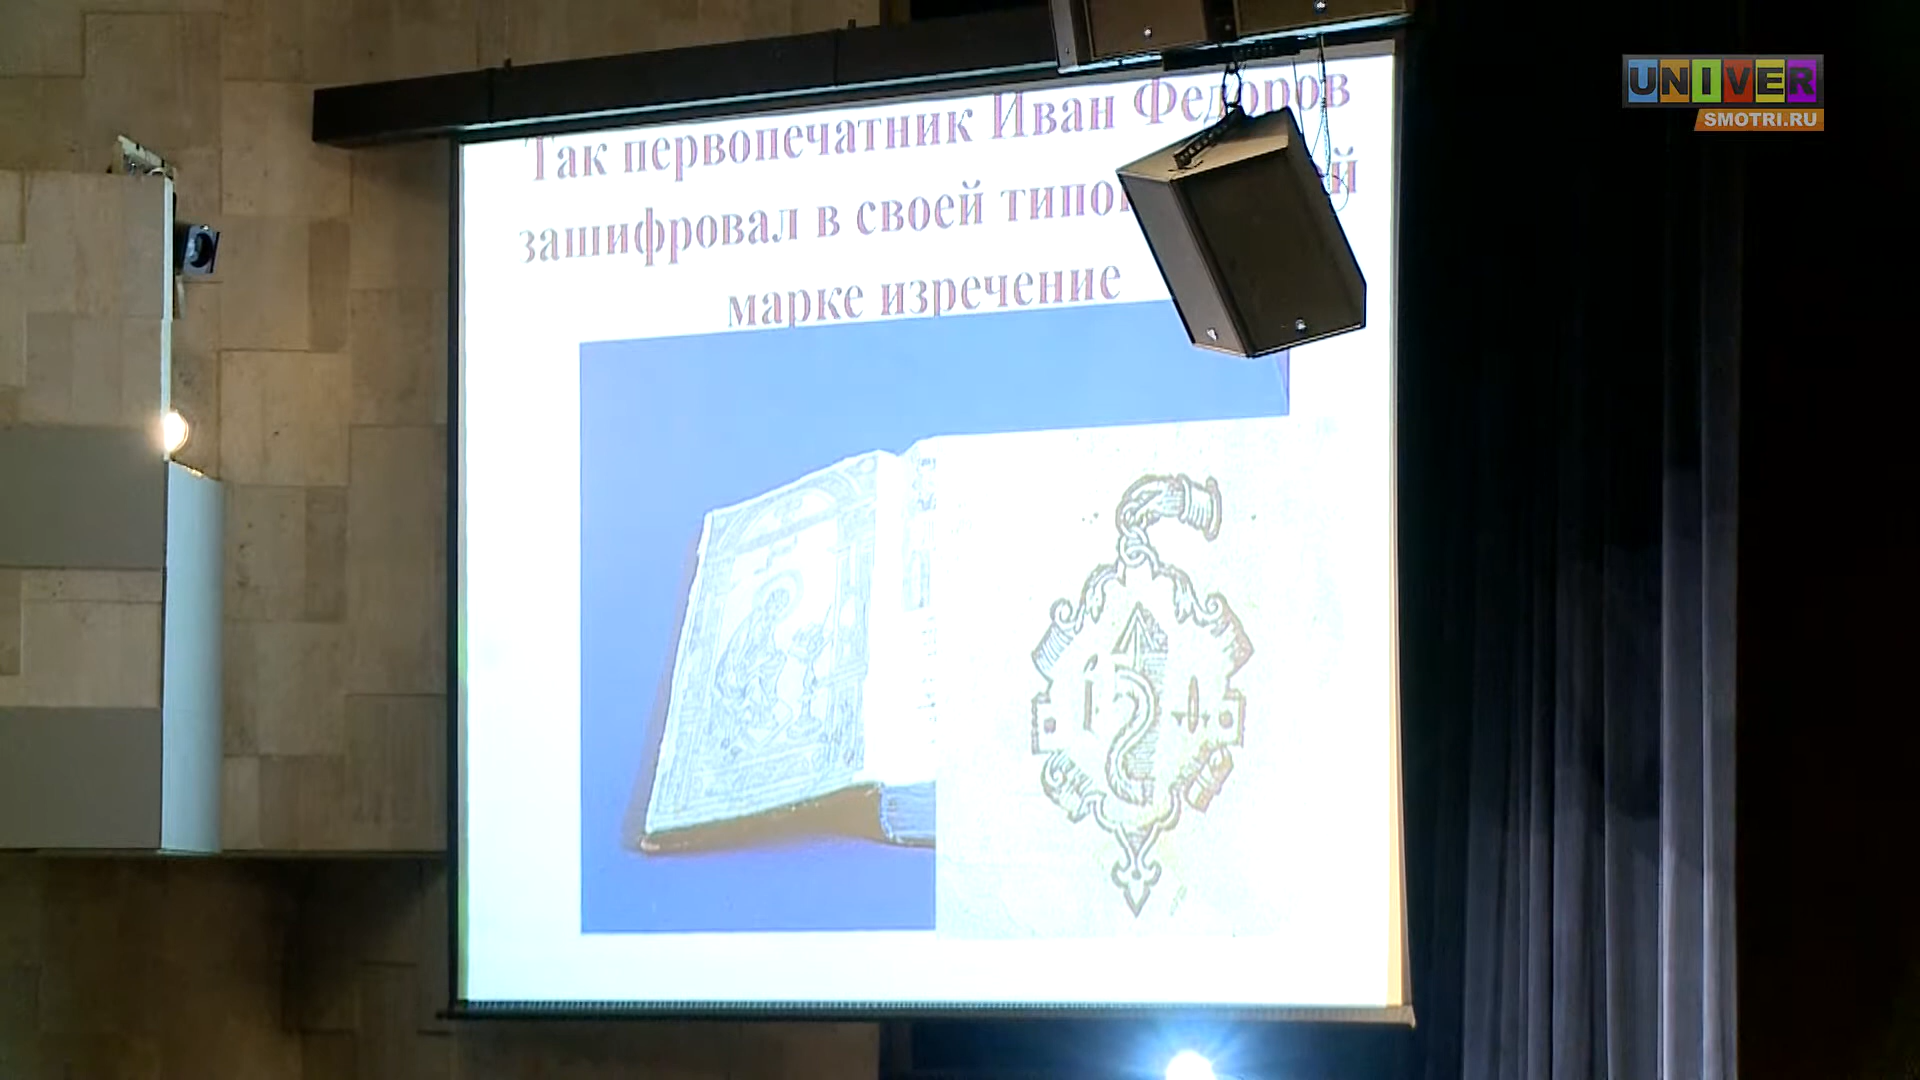 UNIVER
SMOTRI.RU
Так первопечатник Иван Федоров
зашифровал в своей
марке изречение